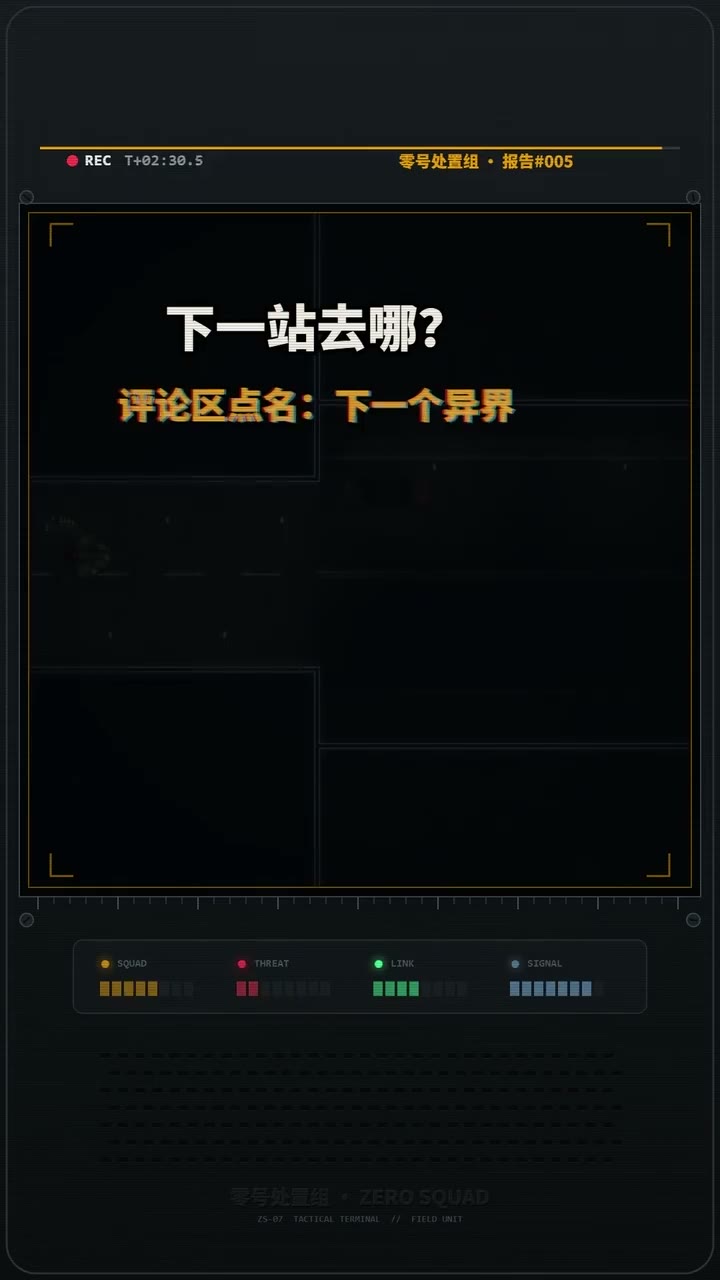 REC T+02:30.5 零号处置组 • 报告#005
下一站去哪?
评论区点名：下一个异界
SQUAD THREAT LINK SIGNAL
零号处置组 • ZERO SQUAD
ZS-07 TACTICAL TERMINAL // FIELD UNIT